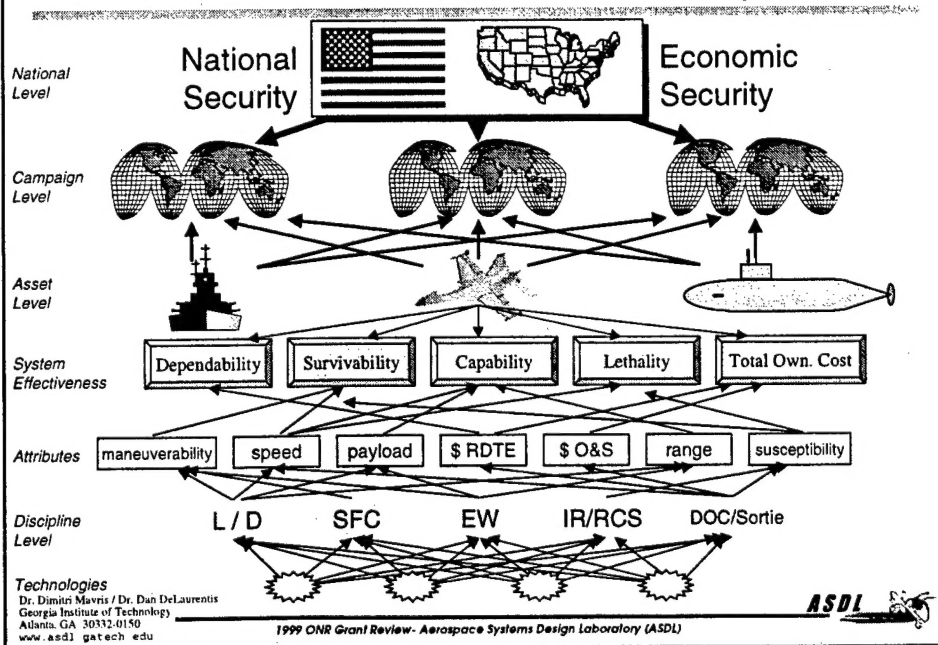 National
Level
National
Security
Economic
Security
Campaign
Level
Asset
Level
System
Effectiveness
Dependability
Survivability
Capability
Lethality
Total Own. Cost
Attributes
maneuverability
speed
payload
$ RDTE
$ O&S
range
susceptibility
Discipline
Level
L / D
SFC
EW
IR/RCS
DOC/Sortie
Technologies
Dr. Dimitri Mavris / Dr. Dan DeLaurentis
Georgia Institute of Technology
Atlanta. GA 30332-0150
www.asdl gatech edu
1999 ONR Grant Review- Aerospace Systems Design Laboratory (ASDL)
ASDL